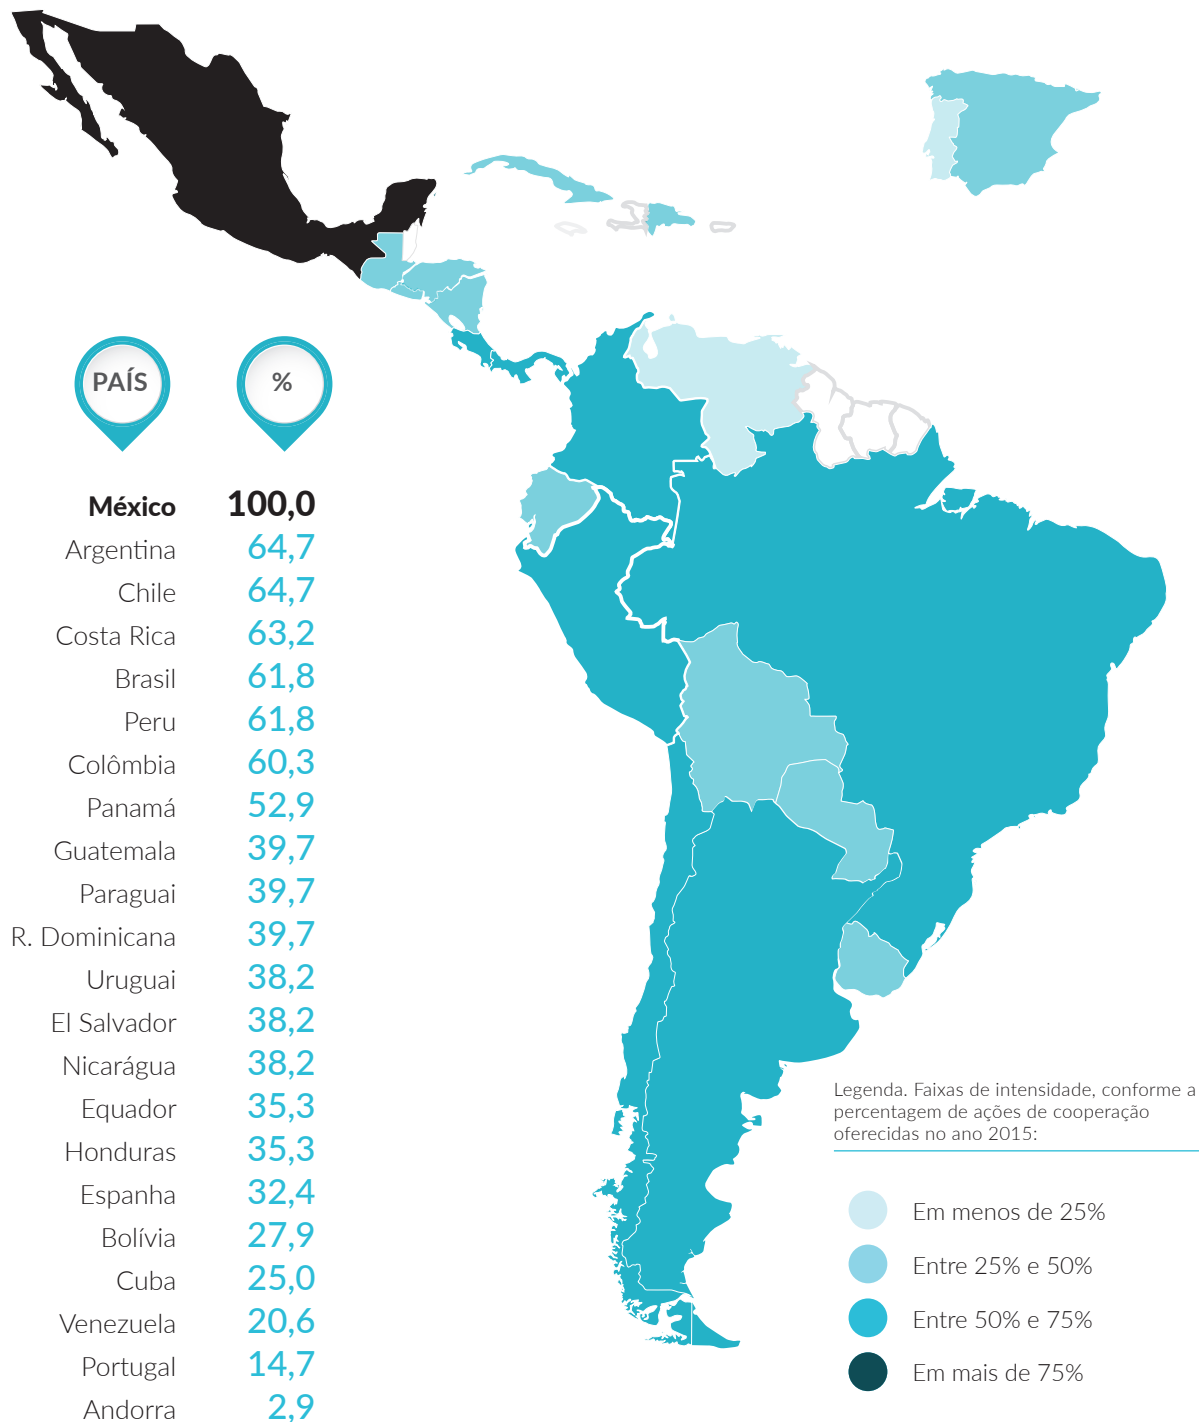 PAÍS %
México 100,0
Argentina 64,7
Chile 64,7
Costa Rica 63,2
Brasil 61,8
Peru 61,8
Colômbia 60,3
Panamá 52,9
Guatemala 39,7
Paraguai 39,7
R. Dominicana 39,7
Uruguai 38,2
El Salvador 38,2
Nicarágua 38,2
Equador 35,3
Honduras 35,3
Espanha 32,4
Bolívia 27,9
Cuba 25,0
Venezuela 20,6
Portugal 14,7
Andorra 2,9
Legenda. Faixas de intensidade, conforme a
percentagem de ações de cooperação
oferecidas no ano 2015:
Em menos de 25%
Entre 25% e 50%
Entre 50% e 75%
Em mais de 75%